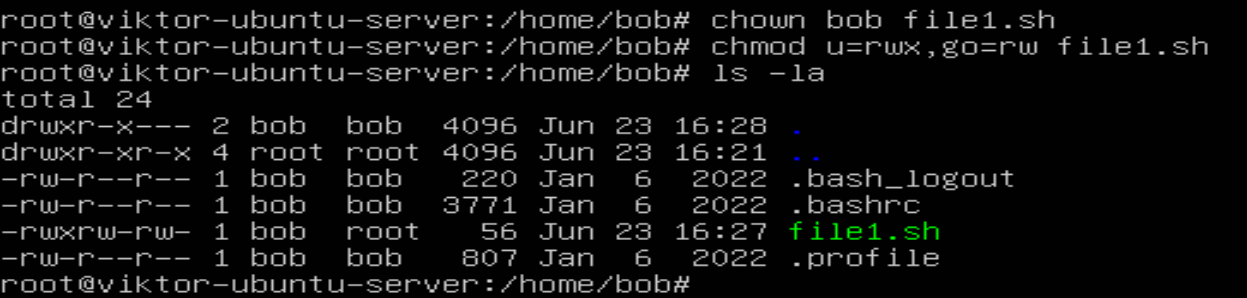 root@viktor-ubuntu-server:/home/bob# chown bob file1.sh
root@viktor-ubuntu-server:/home/bob# chmod u=rwx,go=rw file1.sh
root@viktor-ubuntu-server:/home/bob# ls -la
total 24
drwxr-x--- 2 bob  bob  4096 Jun 23 16:28 .
drwxr-xr-x 4 root root 4096 Jun 23 16:21 ..
-rw-r--r-- 1 bob  bob   220 Jan  6  2022 .bash_logout
-rw-r--r-- 1 bob  bob  3771 Jan  6  2022 .bashrc
-rwxrw-rw- 1 bob  root   56 Jun 23 16:27 file1.sh
-rw-r--r-- 1 bob  bob   807 Jan  6  2022 .profile
root@viktor-ubuntu-server:/home/bob#